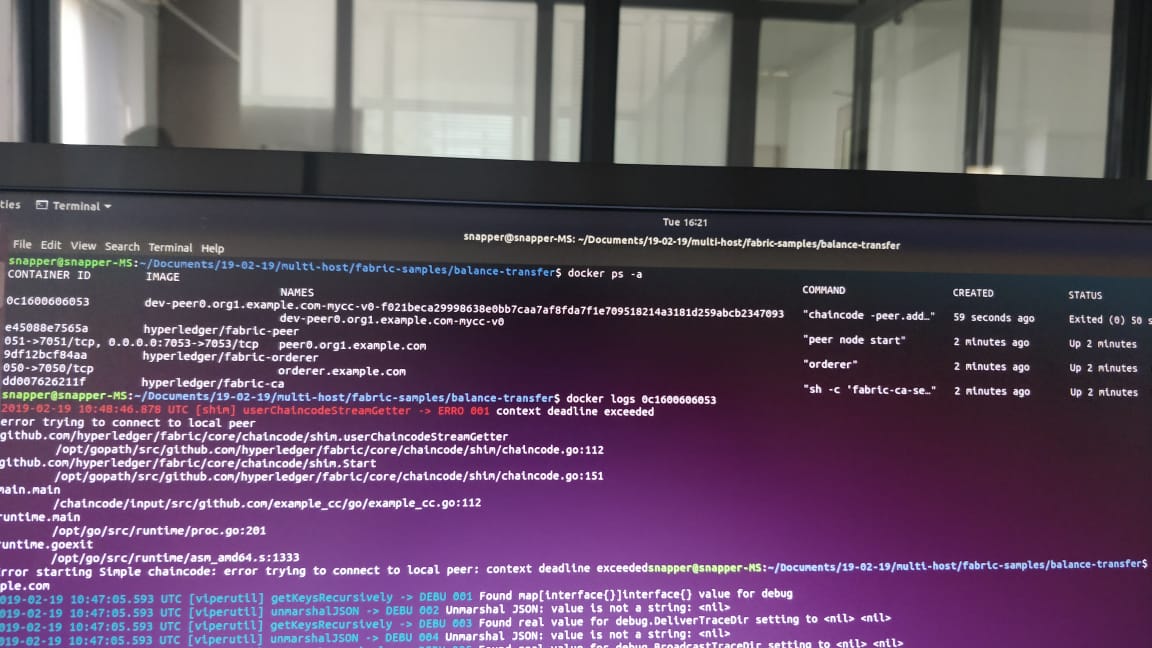 ties Terminal
Tue 16:21
snapper@snapper-MS: ~/Documents/19-02-19/multi-host/fabric-samples/balance-transfer
File Edit View Search Terminal Help
snapper@snapper-MS:~/Documents/19-02-19/multi-host/fabric-samples/balance-transfer$ docker ps -a
CONTAINER ID IMAGE COMMAND CREATED STATUS
NAMES
0c1600606053 dev-peer0.org1.example.com-mycc-v0-f021beca29998638e0bb7caa7af8fda7f1e709518214a3181d259abcb2347093 "chaincode -peer.add…" 59 seconds ago Exited (0) 50 s
dev-peer0.org1.example.com-mycc-v0
e45088e7565a hyperledger/fabric-peer "peer node start" 2 minutes ago Up 2 minutes
051->7051/tcp, 0.0.0.0:7053->7053/tcp peer0.org1.example.com
9df12bcf84aa hyperledger/fabric-orderer "orderer" 2 minutes ago Up 2 minutes
050->7050/tcp orderer.example.com
dd007626211f hyperledger/fabric-ca "sh -c 'fabric-ca-se…" 2 minutes ago Up 2 minutes
snapper@snapper-MS:~/Documents/19-02-19/multi-host/fabric-samples/balance-transfer$ docker logs 0c1600606053
2019-02-19 10:48:46.878 UTC [shim] userChaincodeStreamGetter -> ERRO 001 context deadline exceeded
error trying to connect to local peer
github.com/hyperledger/fabric/core/chaincode/shim.userChaincodeStreamGetter
/opt/gopath/src/github.com/hyperledger/fabric/core/chaincode/shim/chaincode.go:112
github.com/hyperledger/fabric/core/chaincode/shim.Start
/opt/gopath/src/github.com/hyperledger/fabric/core/chaincode/shim/chaincode.go:151
main.main
/chaincode/input/src/github.com/example_cc/go/example_cc.go:112
runtime.main
/opt/go/src/runtime/proc.go:201
runtime.goexit
/opt/go/src/runtime/asm_amd64.s:1333
rror starting Simple chaincode: error trying to connect to local peer: context deadline exceededsnapper@snapper-MS:~/Documents/19-02-19/multi-host/fabric-samples/balance-transfer$
ple.com
019-02-19 10:47:05.593 UTC [viperutil] getKeysRecursively -> DEBU 001 Found map[interface{}]interface{} value for debug
019-02-19 10:47:05.593 UTC [viperutil] unmarshalJSON -> DEBU 002 Unmarshal JSON: value is not a string: <nil>
019-02-19 10:47:05.593 UTC [viperutil] getKeysRecursively -> DEBU 003 Found real value for debug.DeliverTraceDir setting to <nil> <nil>
019-02-19 10:47:05.593 UTC [viperutil] unmarshalJSON -> DEBU 004 Unmarshal JSON: value is not a string: <nil>
Found real value for debug.BroadcastTraceDir setting to <nil> <nil>